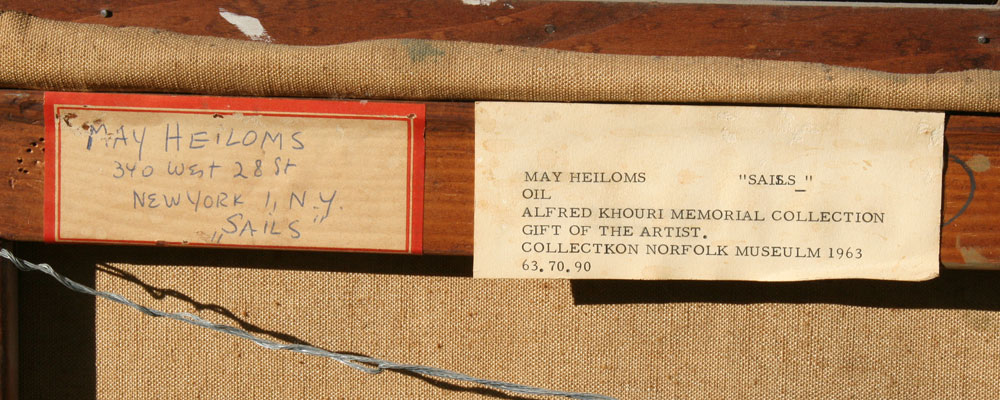 MAY HEILOMS
340 West 28 St
NEW YORK 1, N.Y.
"SAILS"
MAY HEILOMS "SAILS_"
OIL
ALFRED KHOURI MEMORIAL COLLECTION
GIFT OF THE ARTIST.
COLLECTKON NORFOLK MUSEULM 1963
63.70.90